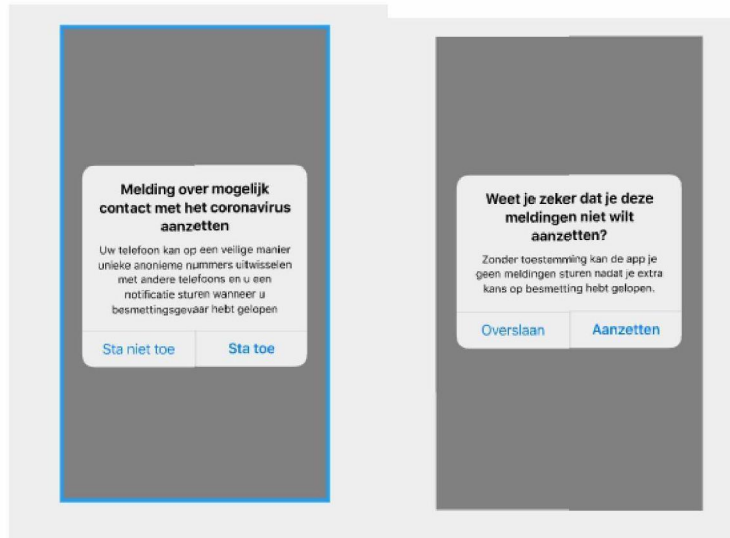 Melding over mogelijk
contact met het coronavirus
aanzetten
Uw telefoon kan op een veilige manier
unieke anonieme nummers uitwisselen
met andere telefoons en u een
notificatie sturen wanneer u
besmettingsgevaar hebt gelopen
Sta niet toe
Sta toe
Weet je zeker dat je deze
meldingen niet wilt
aanzetten?
Zonder toestemming kan de app je
geen meldingen sturen nadat je extra
kans op besmetting hebt gelopen.
Overslaan
Aanzetten